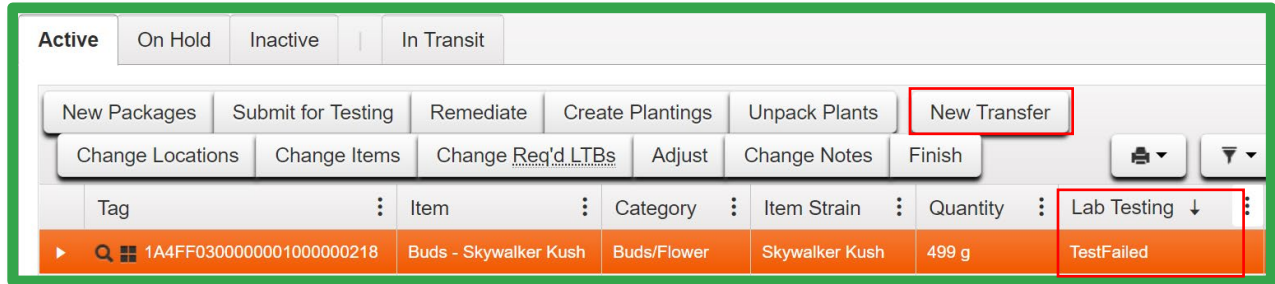 Active On Hold Inactive | In Transit
New Packages Submit for Testing Remediate Create Plantings Unpack Plants New Transfer
Change Locations Change Items Change Req'd LTBs Adjust Change Notes Finish
Tag Item Category Item Strain Quantity Lab Testing ↓
1A4FF0300000001000000218 Buds - Skywalker Kush Buds/Flower Skywalker Kush 499 g TestFailed